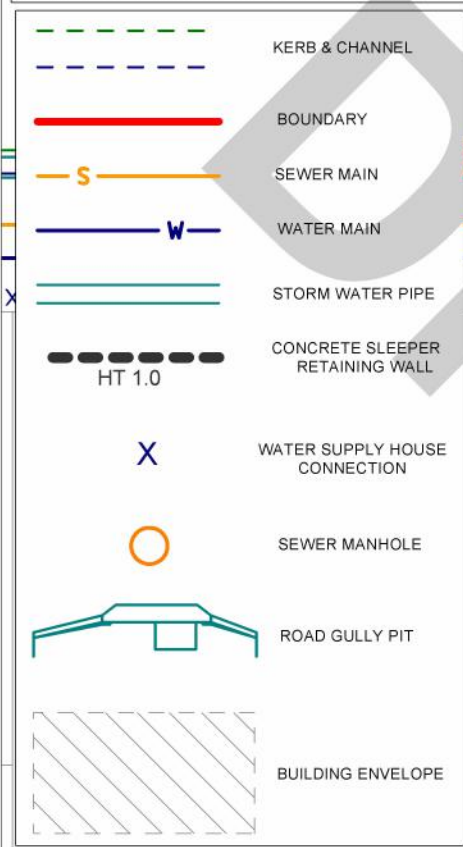 KERB & CHANNEL
BOUNDARY
S
SEWER MAIN
W
WATER MAIN
STORM WATER PIPE
HT 1.0
CONCRETE SLEEPER
RETAINING WALL
X
WATER SUPPLY HOUSE
CONNECTION
SEWER MANHOLE
ROAD GULLY PIT
BUILDING ENVELOPE